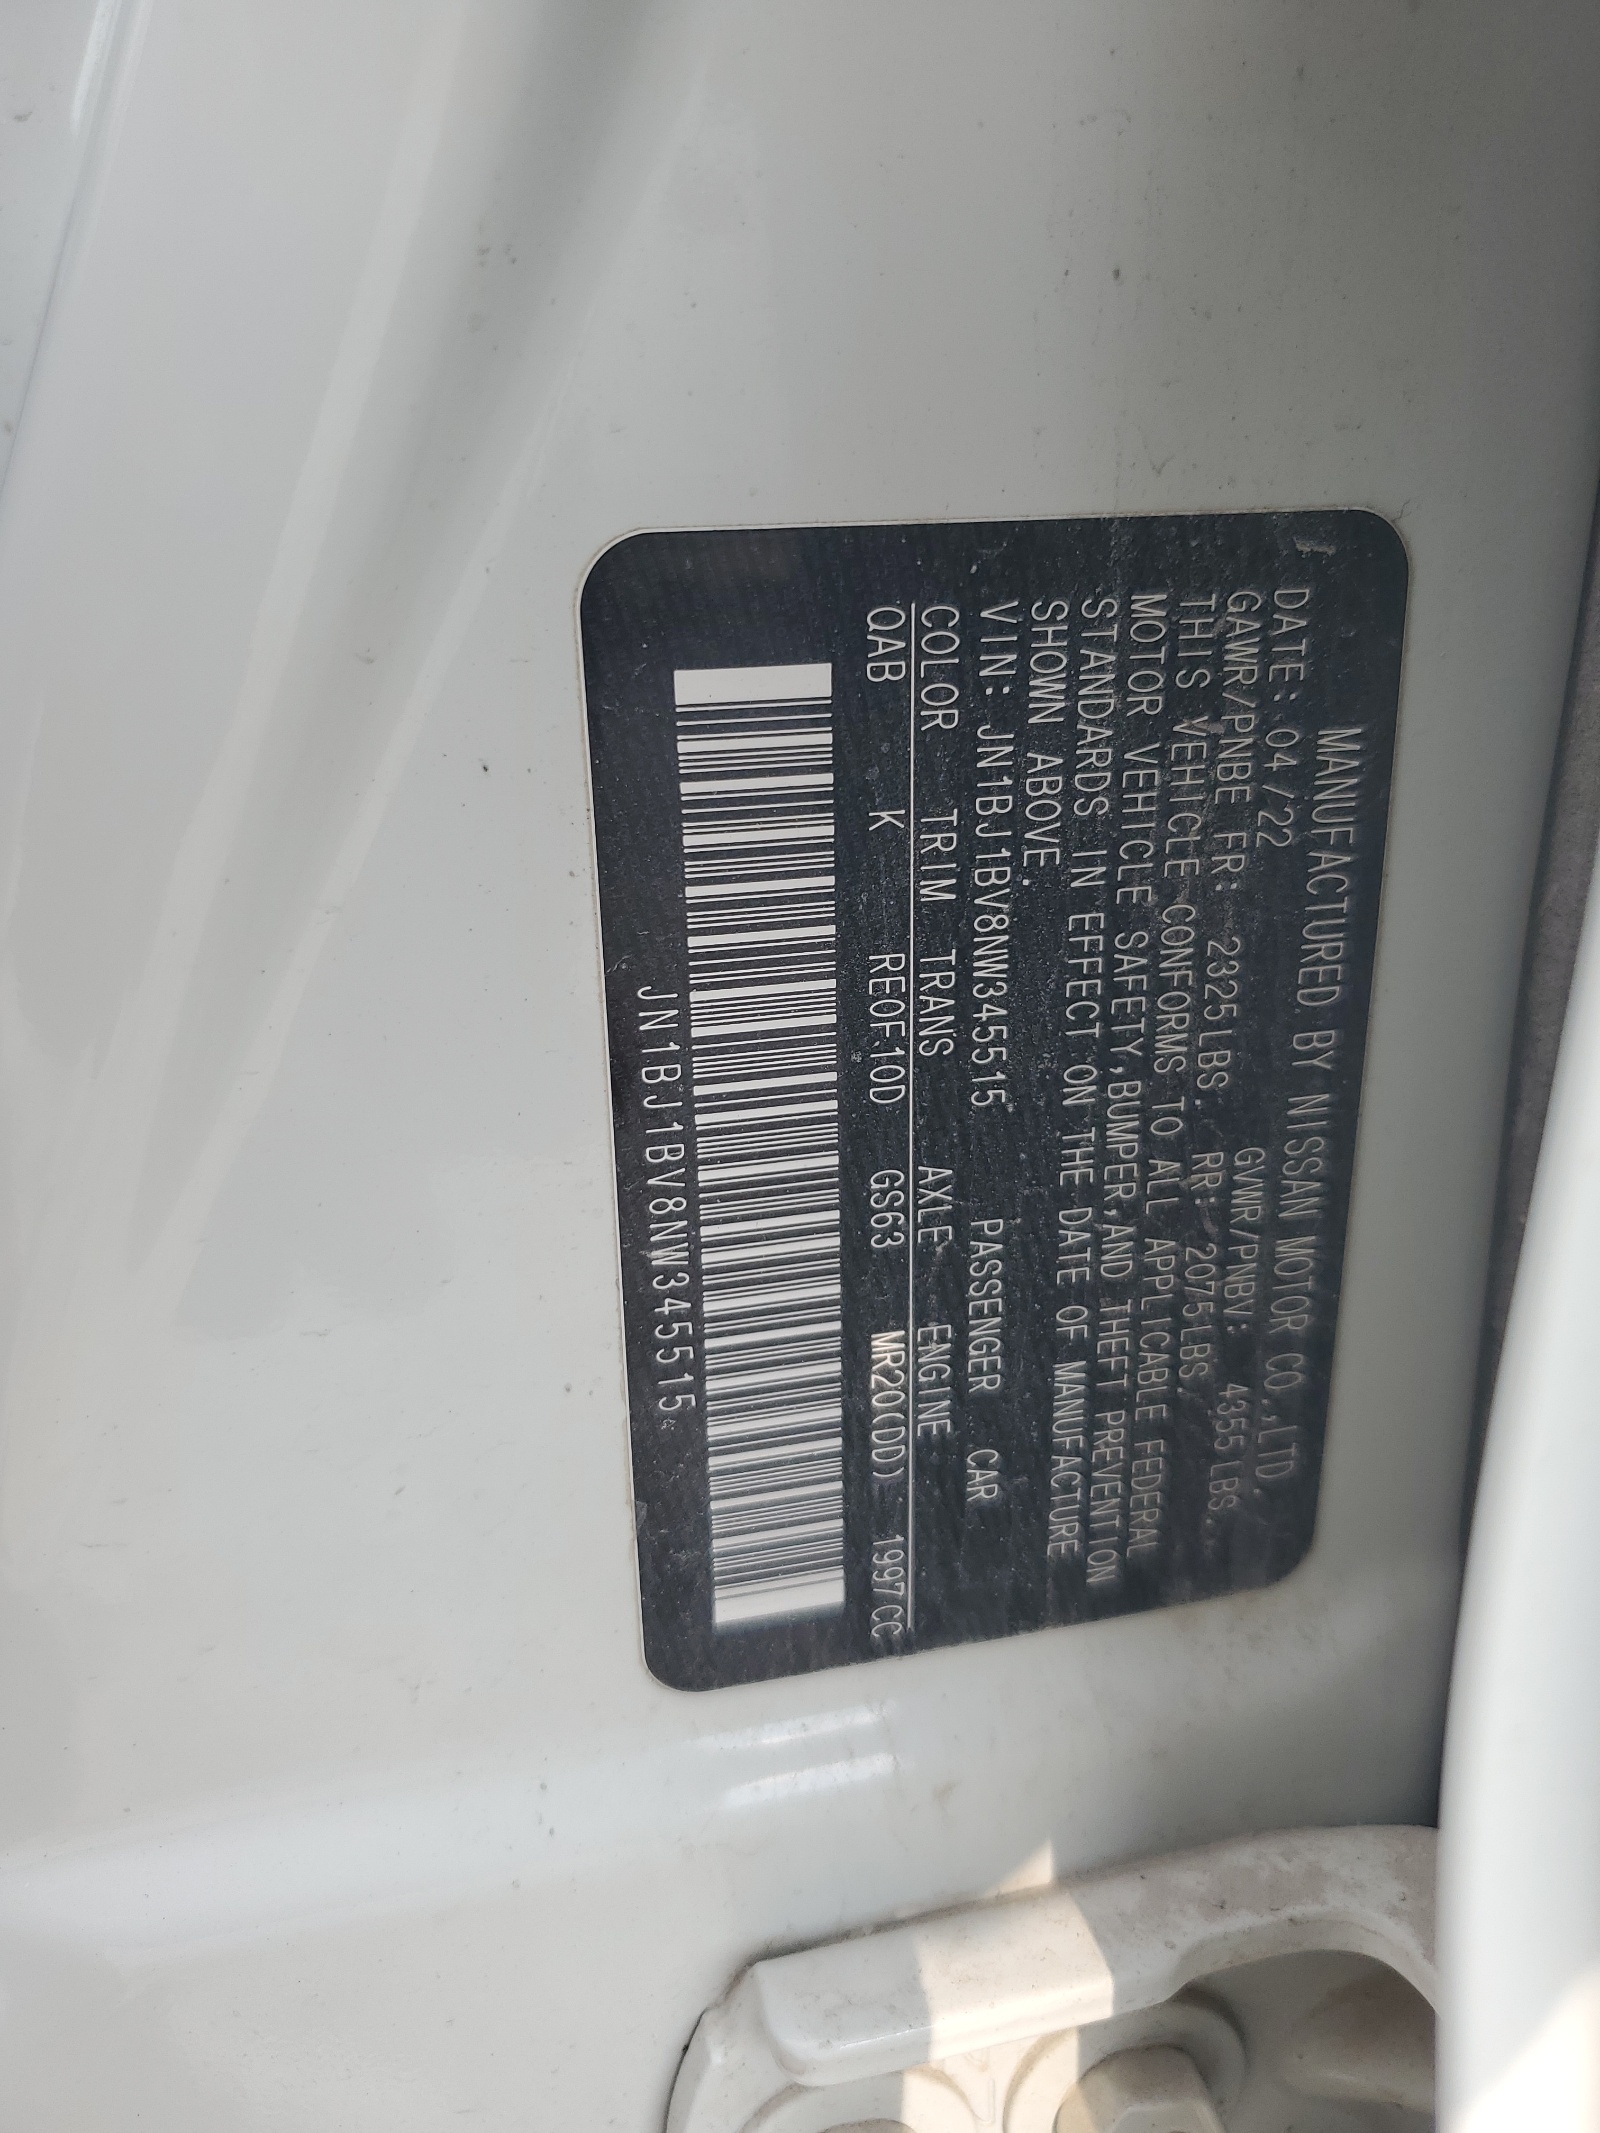 MANUFACTURED BY NISSAN MOTOR CO.,LTD.
DATE: 04/22 GVWR/PNBV: 4355LBS.
GAWR/PNBE FR: 2325LBS. RR: 2075LBS.
THIS VEHICLE CONFORMS TO ALL APPLICABLE FEDERAL
MOTOR VEHICLE SAFETY,BUMPER,AND THEFT PREVENTION
STANDARDS IN EFFECT ON THE DATE OF MANUFACTURE
SHOWN ABOVE.
VIN: JN1BJ1BV8NW345515 PASSENGER CAR
COLOR TRIM TRANS AXLE ENGINE
QAB K RE0F10D GS63 MR20(DD) 1997CC
JN1BJ1BV8NW345515